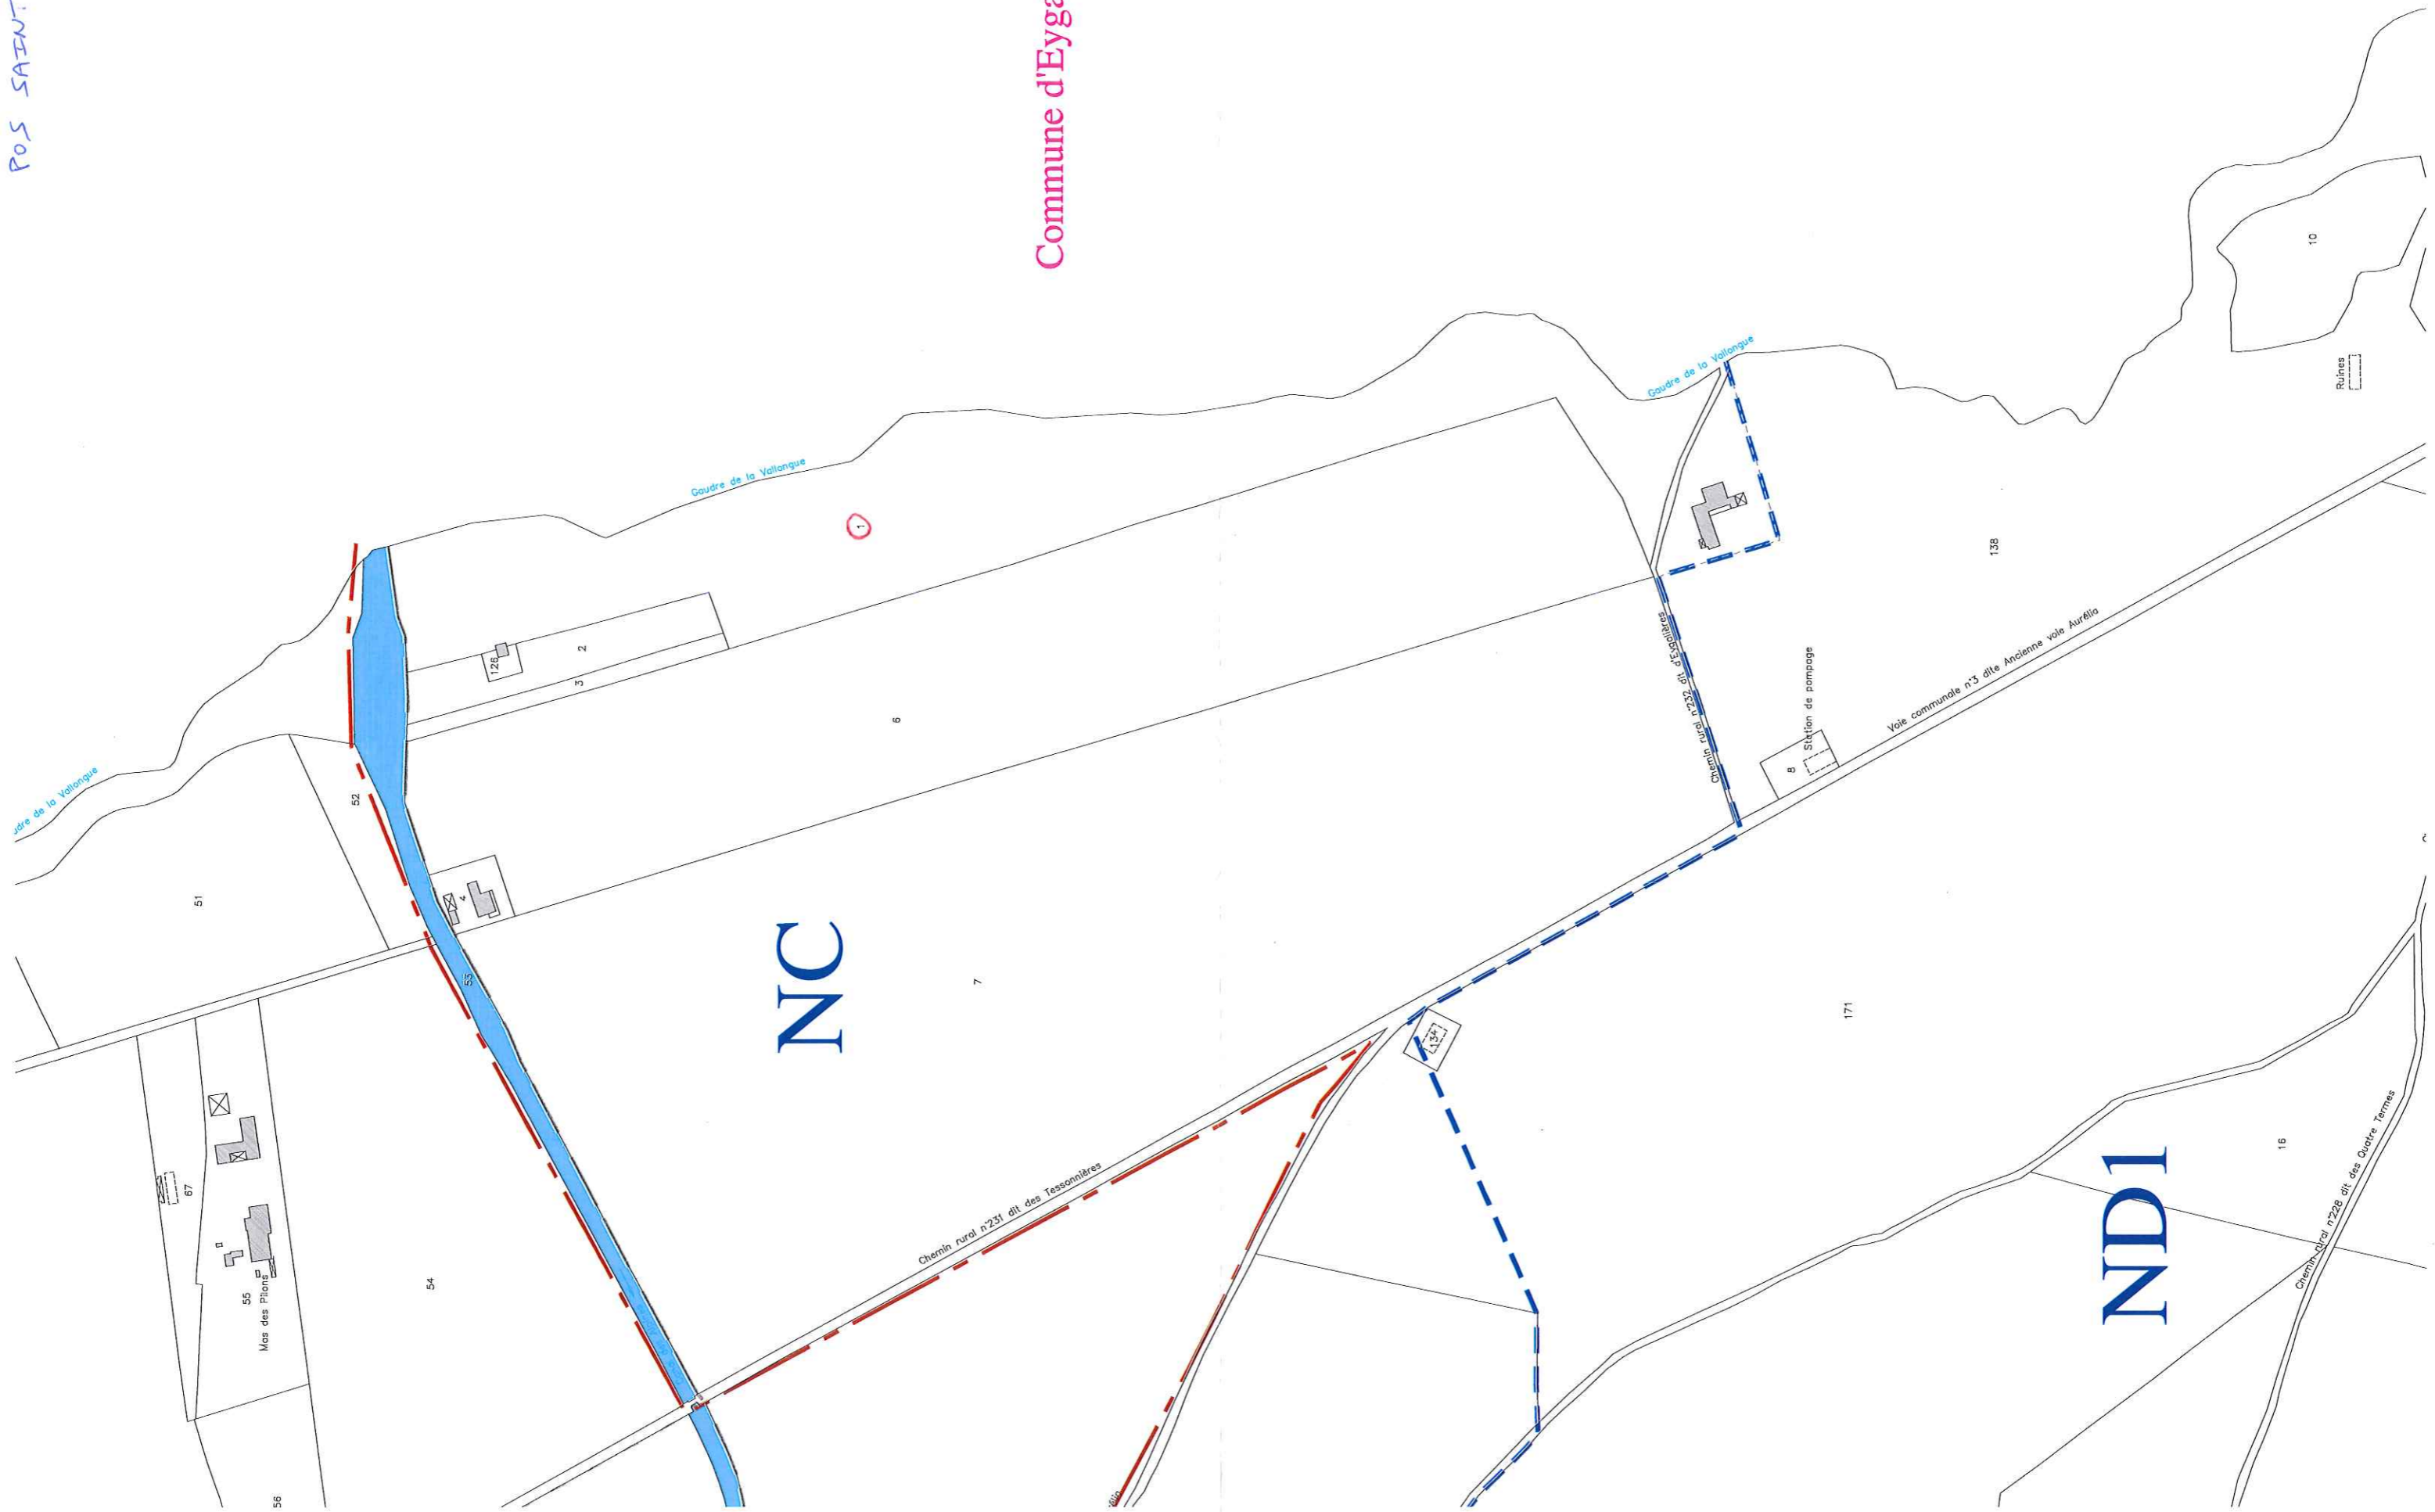 POS SAINT
Commune d'Eyga
Gaudre de la Vallongue
Gaudre de la Vallongue
udre de la Vallongue
10
Ruines
1
126
2
3
6
138
Chemin rural n°232 dit d'Eygalières
Station de pompage
8
Voie communale n°3 dite Ancienne voie Aurélia
52
51
4
53
NC
7
134
171
67
55
Mas des Pilons
54
56
Chemin rural n°231 dit des Tessonnières
ND1
16
Chemin rural n°228 dit des Quatre Termes